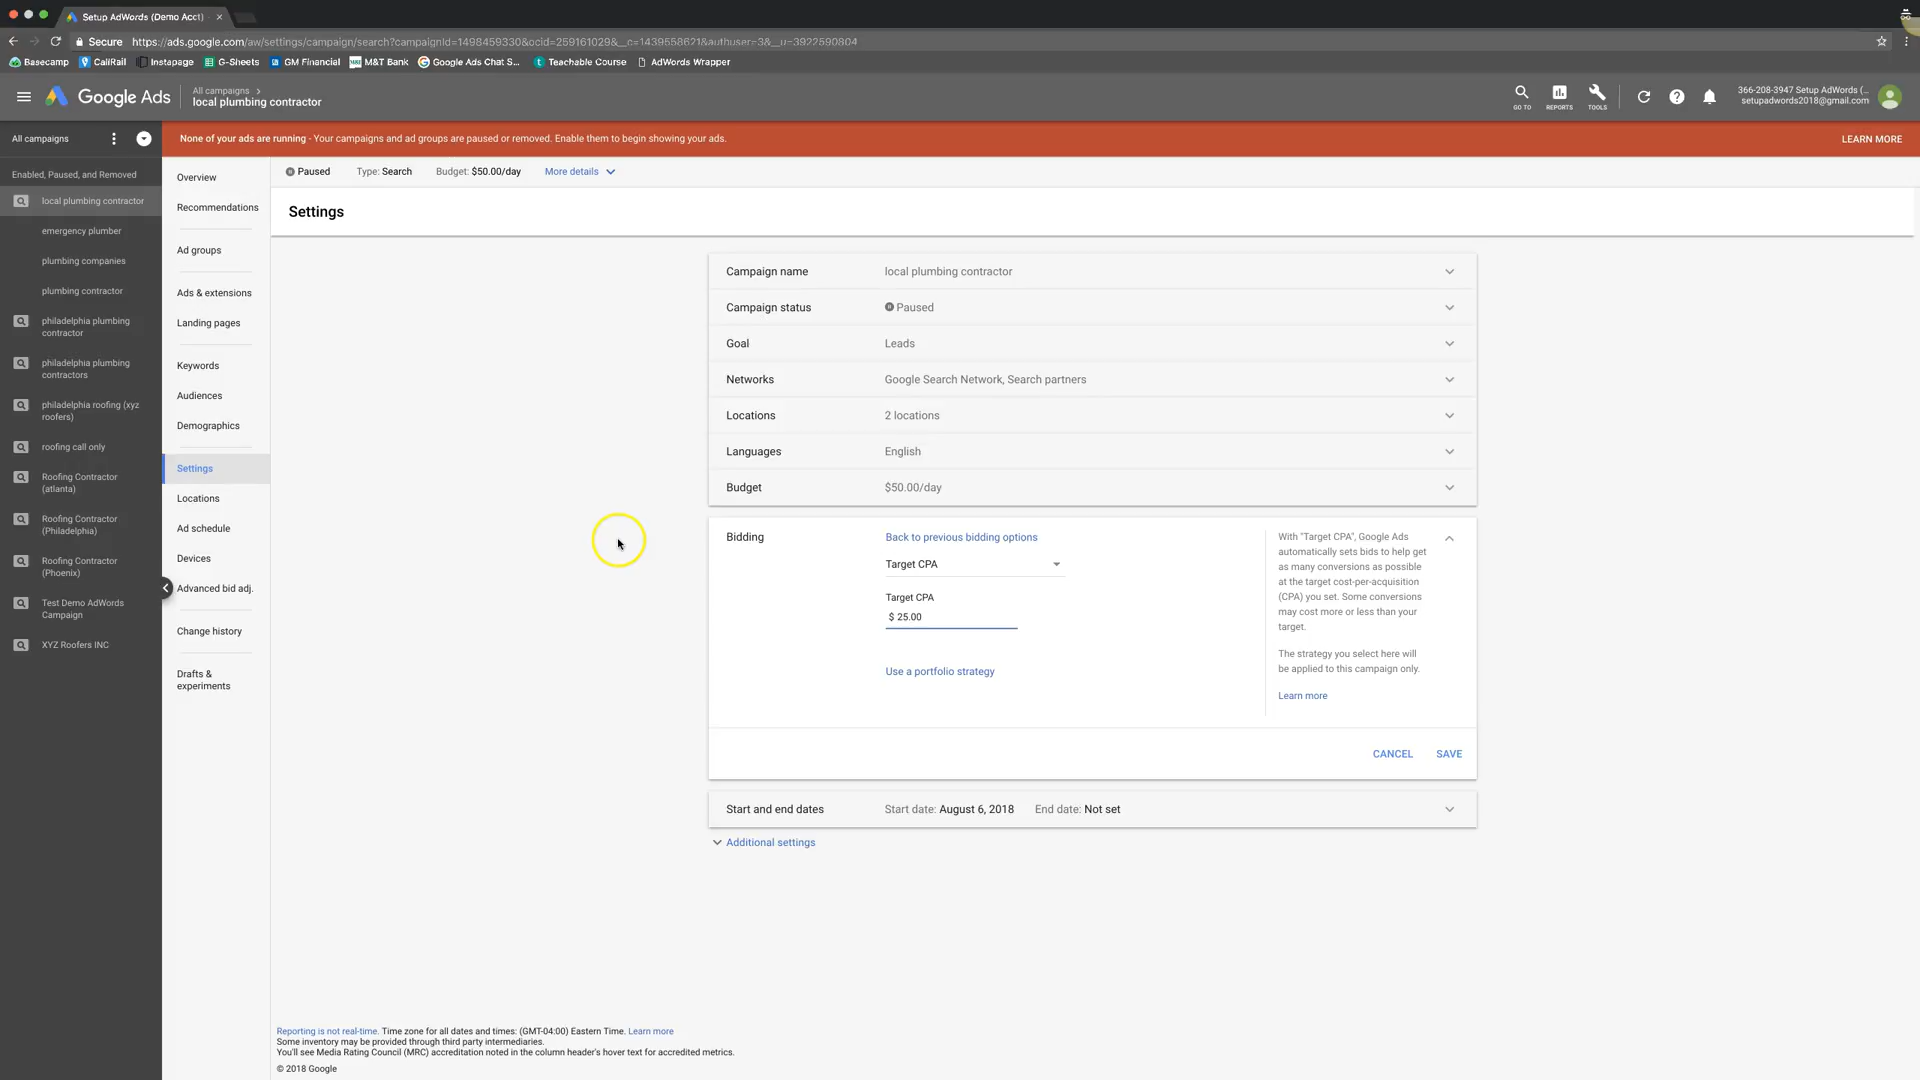 Setup AdWords (Demo Acct)
Secure https://ads.google.com/aw/settings/campaign/search?campaignId=1498459330&ocid=259161029&__c=1439558621&authuser=3&__u=3922590804
Basecamp CallRail Instapage G-Sheets GM Financial M&T Bank Google Ads Chat S... Teachable Course AdWords Wrapper
Google Ads
All campaigns >
local plumbing contractor
GO TO REPORTS TOOLS
366-208-3947 Setup AdWords (...
setupadwords2018@gmail.com
All campaigns
None of your ads are running - Your campaigns and ad groups are paused or removed. Enable them to begin showing your ads.
LEARN MORE
Enabled, Paused, and Removed
local plumbing contractor
emergency plumber
plumbing companies
plumbing contractor
philadelphia plumbing
contractor
philadelphia plumbing
contractors
philadelphia roofing (xyz
roofers)
roofing call only
Roofing Contractor
(atlanta)
Roofing Contractor
(Philadelphia)
Roofing Contractor
(Phoenix)
Test Demo AdWords
Campaign
XYZ Roofers INC
Overview
Recommendations
Ad groups
Ads & extensions
Landing pages
Keywords
Audiences
Demographics
Settings
Locations
Ad schedule
Devices
Advanced bid adj.
Change history
Drafts &
experiments
Paused Type: Search Budget: $50.00/day More details
Settings
Campaign name local plumbing contractor
Campaign status Paused
Goal Leads
Networks Google Search Network, Search partners
Locations 2 locations
Languages English
Budget $50.00/day
Bidding
Back to previous bidding options
Target CPA
Target CPA
$ 25.00
Use a portfolio strategy
With "Target CPA", Google Ads
automatically sets bids to help get
as many conversions as possible
at the target cost-per-acquisition
(CPA) you set. Some conversions
may cost more or less than your
target.
The strategy you select here will
be applied to this campaign only.
Learn more
CANCEL SAVE
Start and end dates Start date: August 6, 2018 End date: Not set
Additional settings
Reporting is not real-time. Time zone for all dates and times: (GMT-04:00) Eastern Time. Learn more
Some inventory may be provided through third party intermediaries.
You'll see Media Rating Council (MRC) accreditation noted in the column header's hover text for accredited metrics.
© 2018 Google